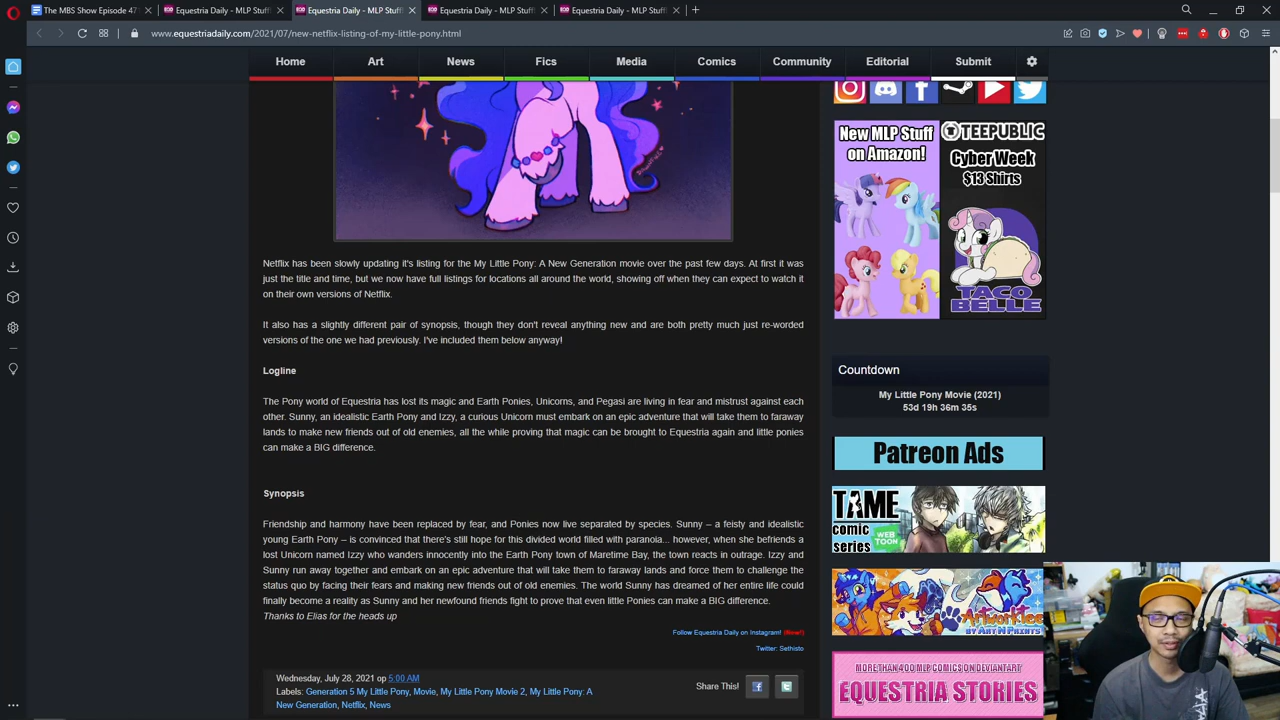 The MBS Show Episode 47
Equestria Daily - MLP Stuf
Equestria Daily - MLP Stuf
Equestria Daily - MLP Stuf
Equestria Daily - MLP Stuf
www.equestriadaily.com/2021/07/new-netflix-listing-of-my-little-pony.html
Home Art News Fics Media Comics Community Editorial Submit
New MLP Stuff
on Amazon!
TEEPUBLIC
Cyber Week
$13 Shirts
TACO
BELLE
Netflix has been slowly updating it's listing for the My Little Pony: A New Generation movie over the past few days. At first it was
just the title and time, but we now have full listings for locations all around the world, showing off when they can expect to watch it
on their own versions of Netflix.
It also has a slightly different pair of synopsis, though they don't reveal anything new and are both pretty much just re-worded
versions of the one we had previously. I've included them below anyway!
Logline
The Pony world of Equestria has lost its magic and Earth Ponies, Unicorns, and Pegasi are living in fear and mistrust against each
other. Sunny, an idealistic Earth Pony and Izzy, a curious Unicorn must embark on an epic adventure that will take them to faraway
lands to make new friends out of old enemies, all the while proving that magic can be brought to Equestria again and little ponies
can make a BIG difference.
Synopsis
Friendship and harmony have been replaced by fear, and Ponies now live separated by species. Sunny – a feisty and idealistic
young Earth Pony – is convinced that there's still hope for this divided world filled with paranoia... however, when she befriends a
lost Unicorn named Izzy who wanders innocently into the Earth Pony town of Maretime Bay, the town reacts in outrage. Izzy and
Sunny run away together and embark on an epic adventure that will take them to faraway lands and force them to challenge the
status quo by facing their fears and making new friends out of old enemies. The world Sunny has dreamed of her entire life could
finally become a reality as Sunny and her newfound friends fight to prove that even little Ponies can make a BIG difference.
Thanks to Elias for the heads up
Follow Equestria Daily on Instagram! (Wow!)
Twitter: Sethisto
Wednesday, July 28, 2021 op 5:00 AM
Labels: Generation 5 My Little Pony, Movie, My Little Pony Movie 2, My Little Pony: A
New Generation, Netflix, News
Share This!
Countdown
My Little Pony Movie (2021)
53d 19h 36m 35s
Patreon Ads
TAME
comic
series
WEB
TOON
Artworktee
BY ART N PRINTS
MORE THAN 400 MLP COMICS ON DEVIANTART
EQUESTRIA STORIES